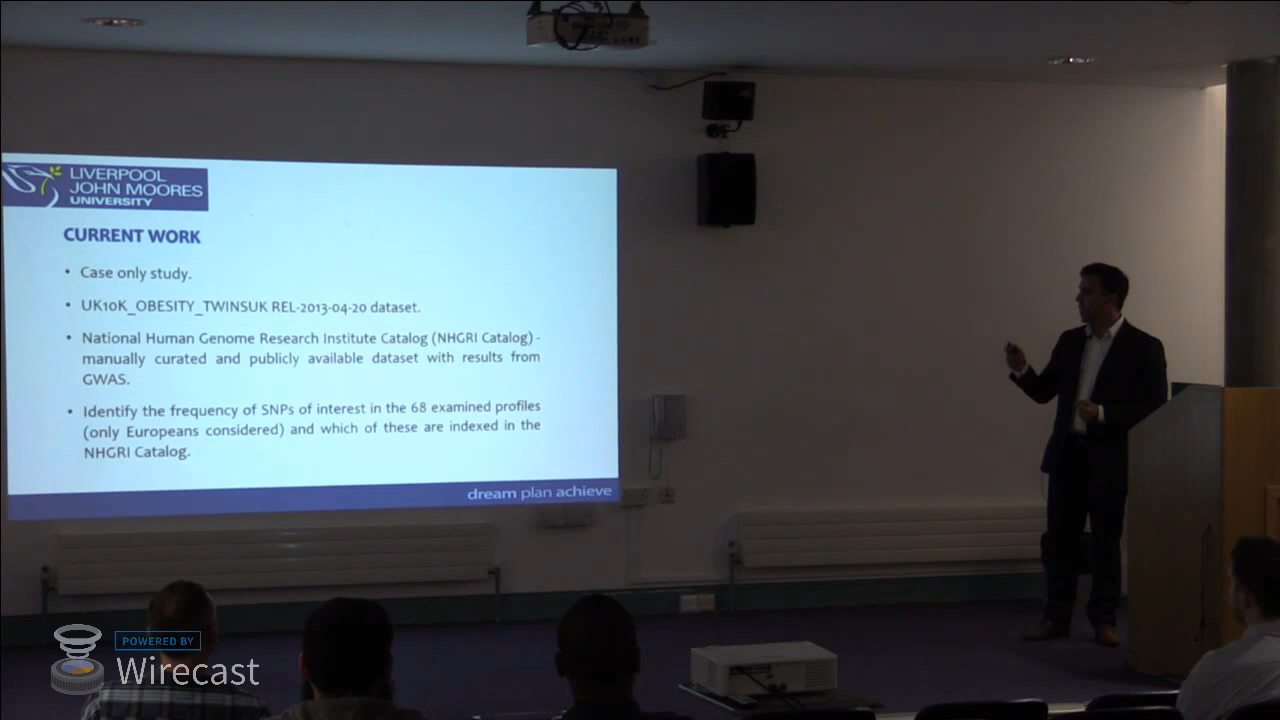 LIVERPOOL
JOHN MOORES
UNIVERSITY
CURRENT WORK
• Case only study.
• UK10K_OBESITY_TWINSUK REL-2013-04-20 dataset.
• National Human Genome Research Institute Catalog (NHGRI Catalog) -
manually curated and publicly available dataset with results from
GWAS.
• Identify the frequency of SNPs of interest in the 68 examined profiles
(only Europeans considered) and which of these are indexed in the
NHGRI Catalog.
dream plan achieve
POWERED BY
Wirecast